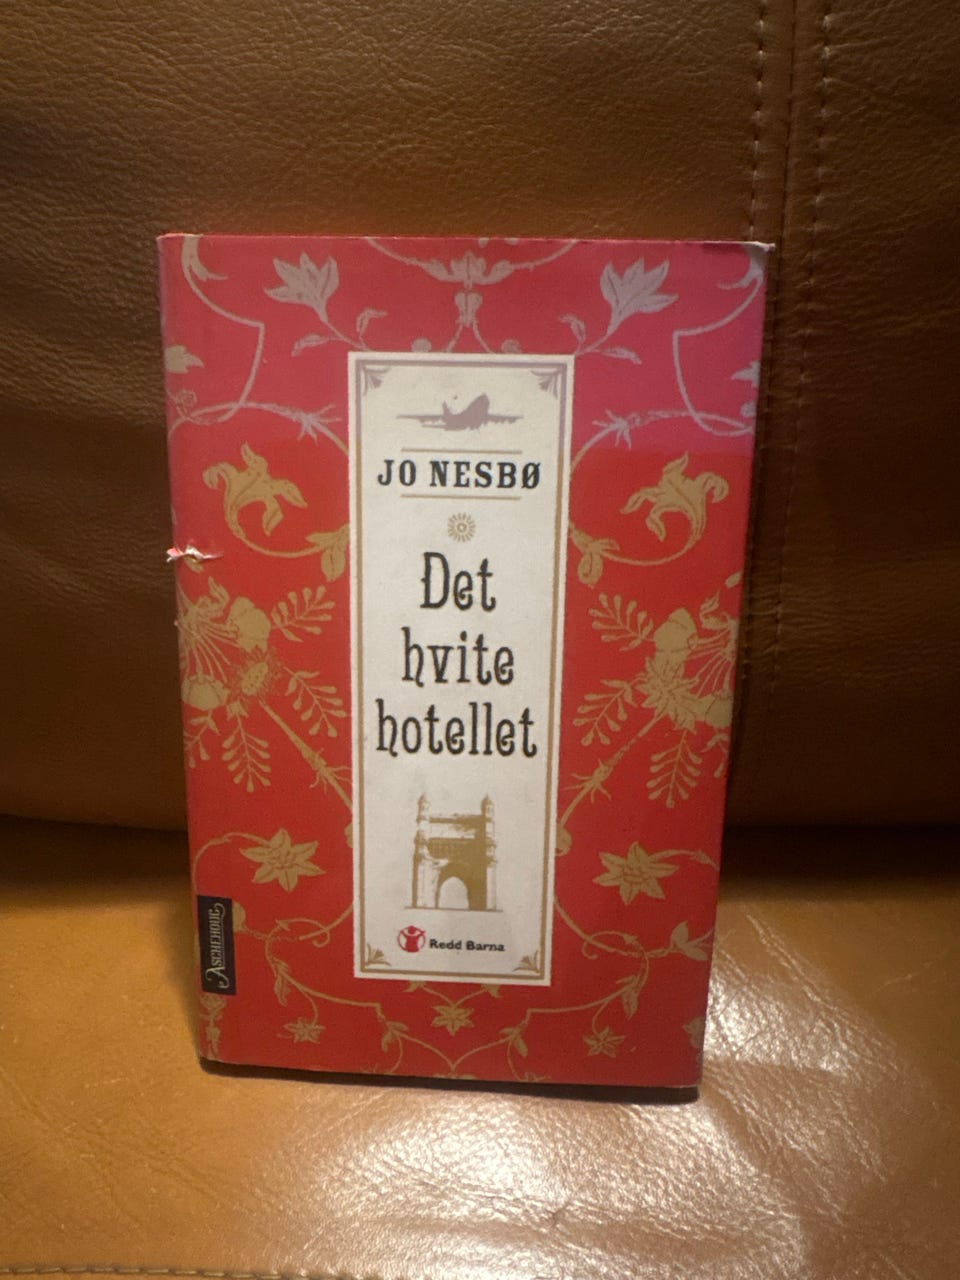 JO NESBØ
Det
hvite
hotellet
Redd Barna
ASCHEHOUG